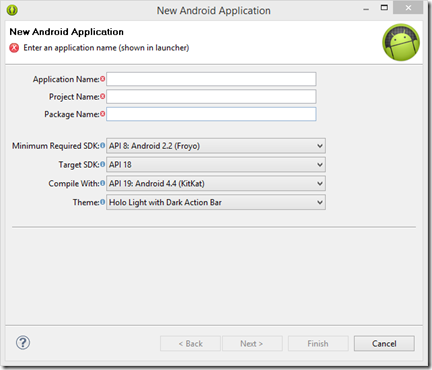 New Android Application
New Android Application
Enter an application name (shown in launcher)
Application Name:
Project Name:
Package Name:
Minimum Required SDK: API 8: Android 2.2 (Froyo)
Target SDK: API 18
Compile With: API 19: Android 4.4 (KitKat)
Theme: Holo Light with Dark Action Bar
? < Back Next > Finish Cancel